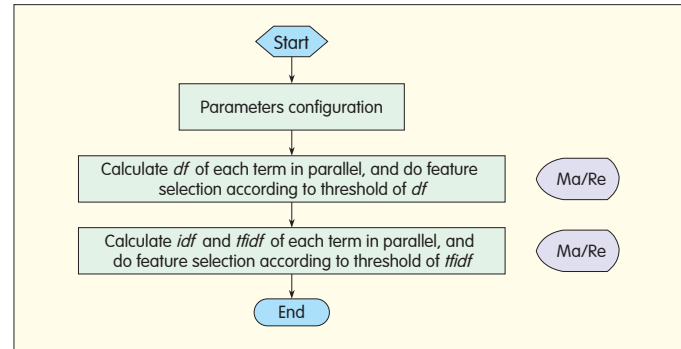 Start
Parameters configuration
Calculate df of each term in parallel, and do feature
selection according to threshold of df
Ma/Re
Calculate idf and tfidf of each term in parallel, and
do feature selection according to threshold of tfidf
Ma/Re
End